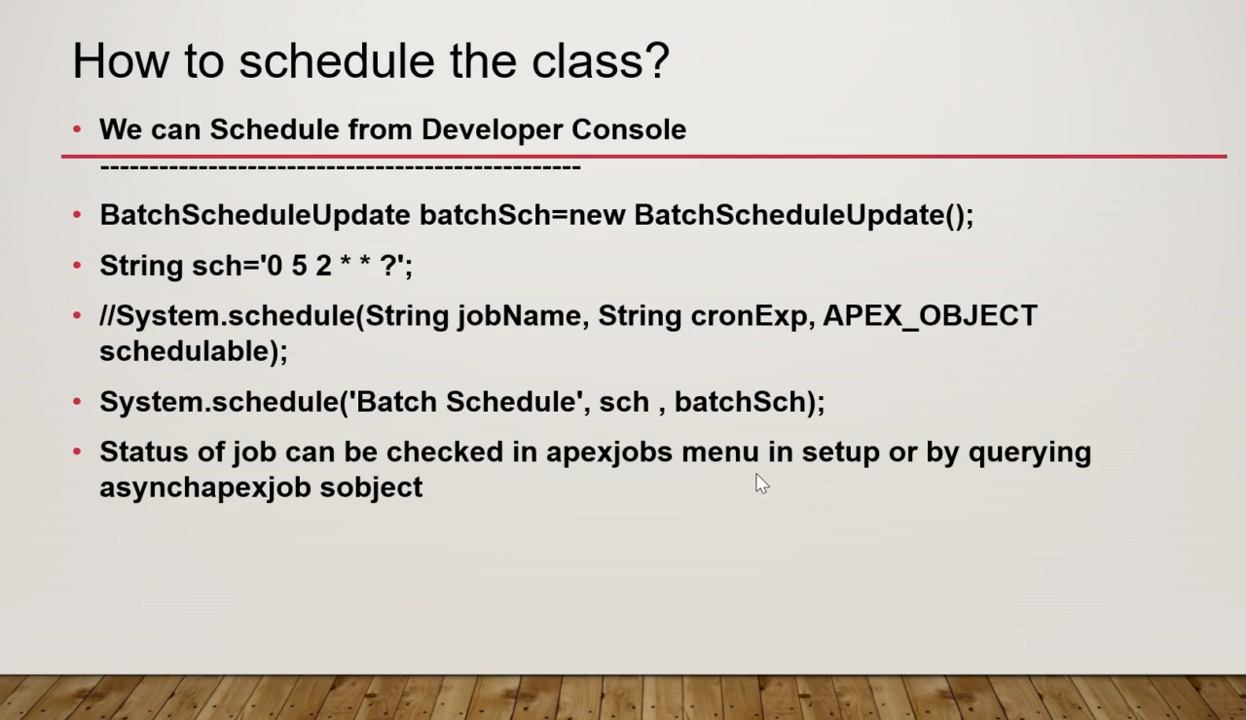 How to schedule the class?
• We can Schedule from Developer Console
-------------------------------------------------
• BatchScheduleUpdate batchSch=new BatchScheduleUpdate();
• String sch='0 5 2 * * ?';
• //System.schedule(String jobName, String cronExp, APEX_OBJECT
schedulable);
• System.schedule('Batch Schedule', sch , batchSch);
• Status of job can be checked in apexjobs menu in setup or by querying
asynchapexjob sobject